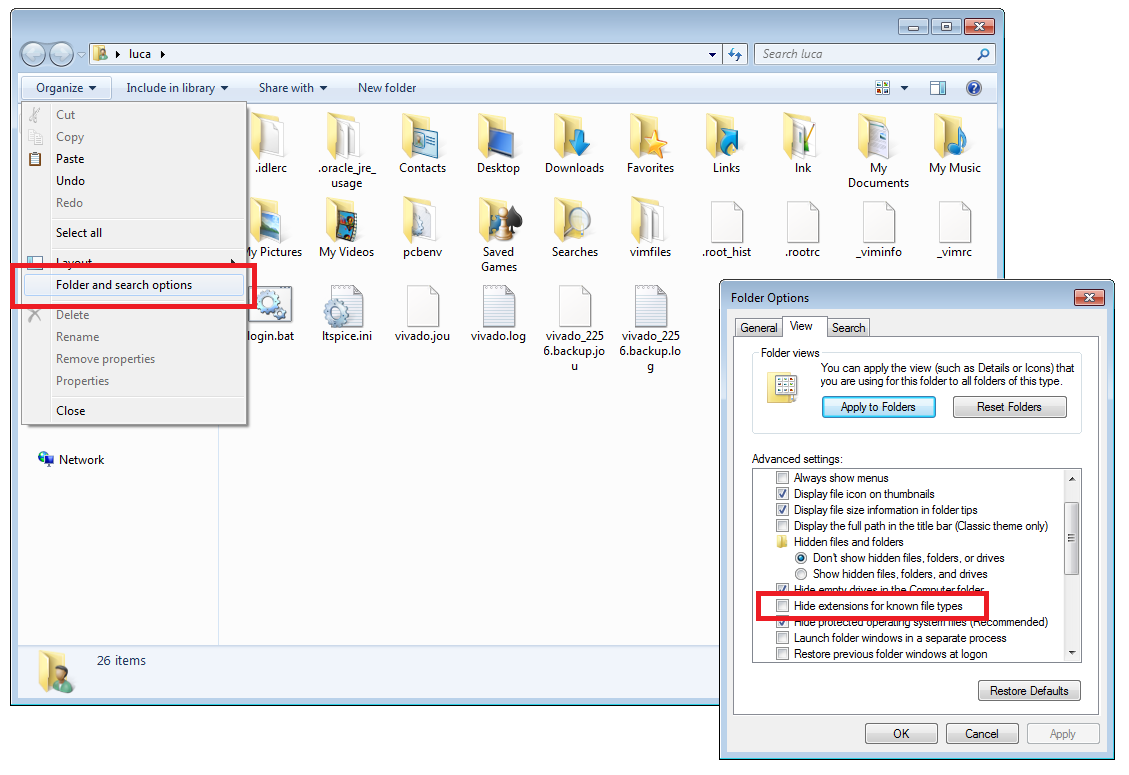 luca
Search luca
Organize
Include in library
Share with
New folder
Cut
Copy
Paste
Undo
Redo
Select all
Layout
Folder and search options
Delete
Rename
Remove properties
Properties
Close
Network
.idlerc
.oracle_jre_
usage
Contacts
Desktop
Downloads
Favorites
Links
Ink
My
Documents
My Music
My Pictures
My Videos
pcbenv
Saved
Games
Searches
vimfiles
.root_hist
.rootrc
_viminfo
_vimrc
login.bat
ltspice.ini
vivado.jou
vivado.log
vivado_225
6.backup.jo
u
vivado_225
6.backup.lo
g
26 items
Folder Options
General
View
Search
Folder views
You can apply the view (such as Details or Icons) that
you are using for this folder to all folders of this type.
Apply to Folders
Reset Folders
Advanced settings:
Always show menus
Display file icon on thumbnails
Display file size information in folder tips
Display the full path in the title bar (Classic theme only)
Hidden files and folders
Don't show hidden files, folders, or drives
Show hidden files, folders, and drives
Hide empty drives in the Computer folder
Hide extensions for known file types
Hide protected operating system files (Recommended)
Launch folder windows in a separate process
Restore previous folder windows at logon
Restore Defaults
OK
Cancel
Apply